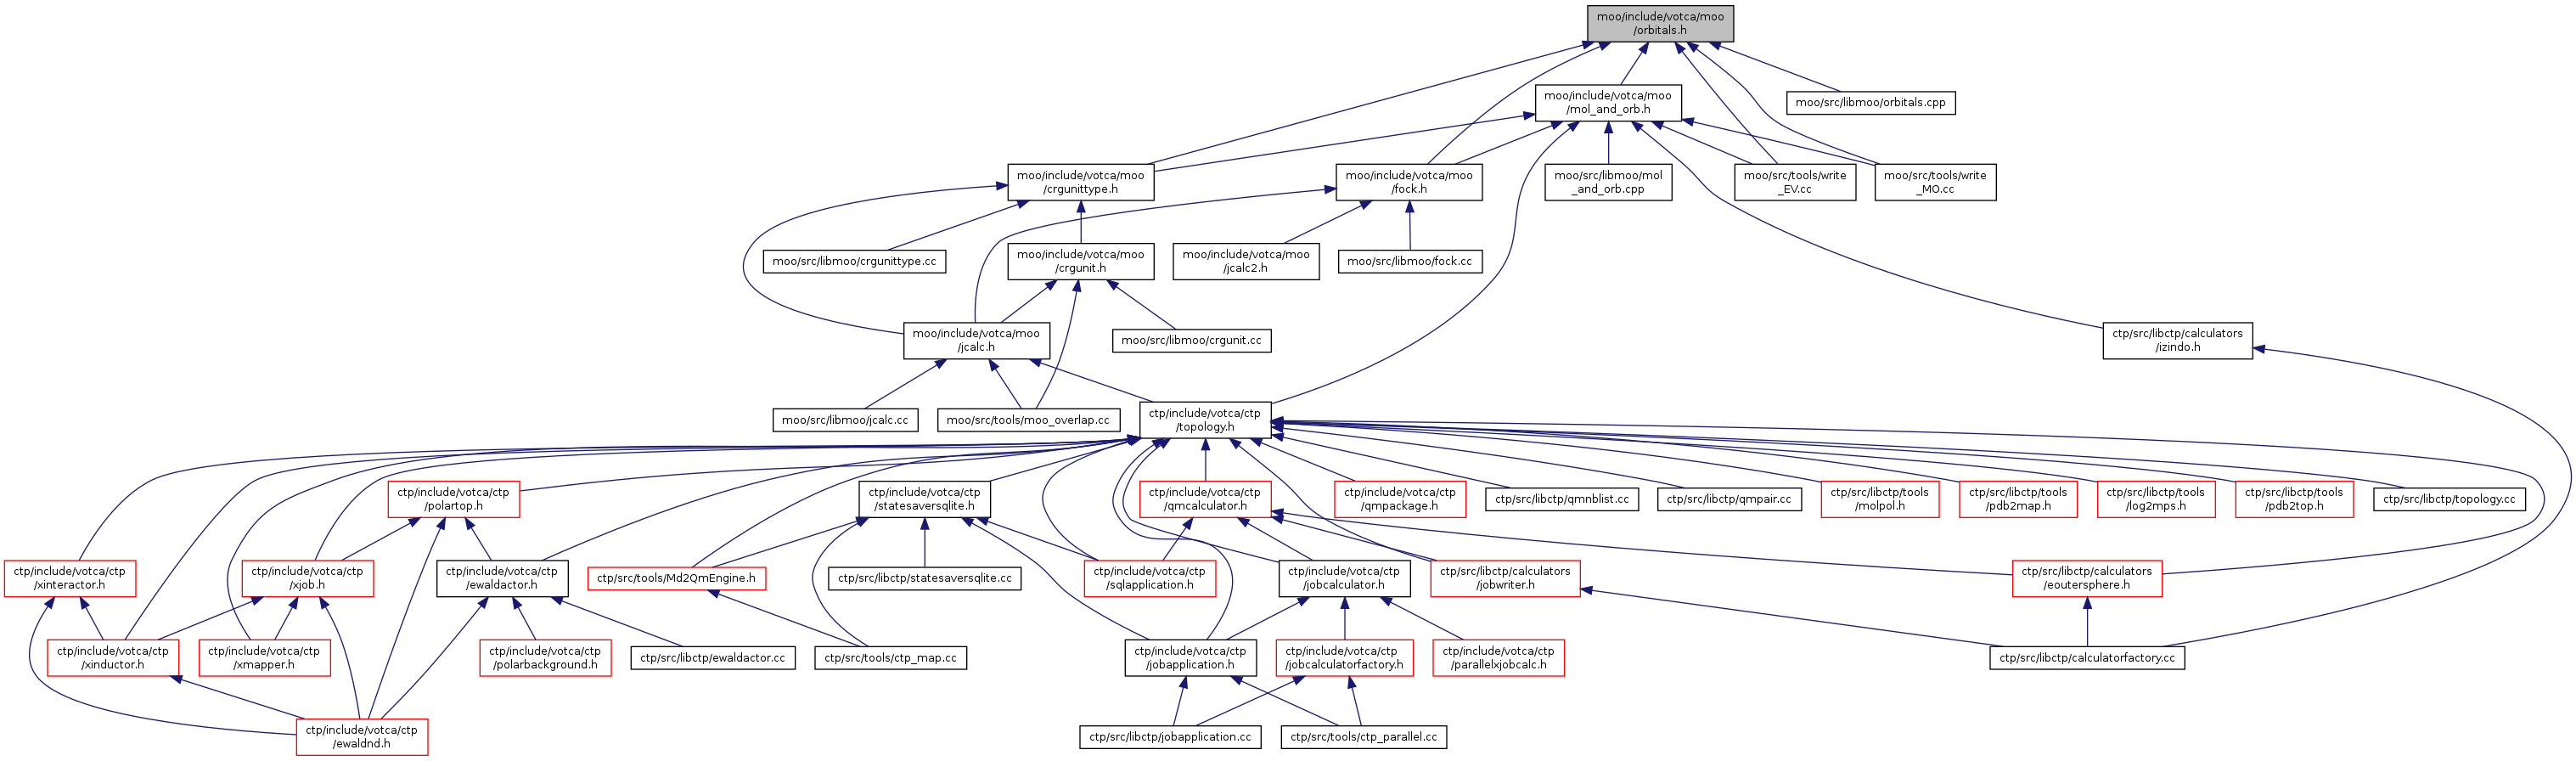 moo/include/votca/moo
/orbitals.h
moo/include/votca/moo
/mol_and_orb.h
moo/src/libmoo/orbitals.cpp
moo/include/votca/moo
/crgunittype.h
moo/include/votca/moo
/fock.h
moo/src/libmoo/mol
_and_orb.cpp
moo/src/tools/write
_EV.cc
moo/src/tools/write
_MO.cc
moo/src/libmoo/crgunittype.cc
moo/include/votca/moo
/crgunit.h
moo/include/votca/moo
/jcalc2.h
moo/src/libmoo/fock.cc
moo/include/votca/moo
/jcalc.h
moo/src/libmoo/crgunit.cc
ctp/src/libctp/calculators
/izindo.h
moo/src/libmoo/jcalc.cc
moo/src/tools/moo_overlap.cc
ctp/include/votca/ctp
/topology.h
ctp/include/votca/ctp
/polartop.h
ctp/include/votca/ctp
/statesaversqlite.h
ctp/include/votca/ctp
/qmcalculator.h
ctp/include/votca/ctp
/qmpackage.h
ctp/src/libctp/qmnblist.cc
ctp/src/libctp/qmpair.cc
ctp/src/libctp/tools
/molpol.h
ctp/src/libctp/tools
/pdb2map.h
ctp/src/libctp/tools
/log2mps.h
ctp/src/libctp/tools
/pdb2top.h
ctp/src/libctp/topology.cc
ctp/include/votca/ctp
/xinteractor.h
ctp/include/votca/ctp
/xjob.h
ctp/include/votca/ctp
/ewaldactor.h
ctp/src/tools/Md2QmEngine.h
ctp/src/libctp/statesaversqlite.cc
ctp/include/votca/ctp
/sqlapplication.h
ctp/include/votca/ctp
/jobcalculator.h
ctp/src/libctp/calculators
/jobwriter.h
ctp/src/libctp/calculators
/eoutersphere.h
ctp/include/votca/ctp
/xinductor.h
ctp/include/votca/ctp
/xmapper.h
ctp/include/votca/ctp
/polarbackground.h
ctp/src/libctp/ewaldactor.cc
ctp/src/tools/ctp_map.cc
ctp/include/votca/ctp
/jobapplication.h
ctp/include/votca/ctp
/jobcalculatorfactory.h
ctp/include/votca/ctp
/parallelxjobcalc.h
ctp/src/libctp/calculatorfactory.cc
ctp/include/votca/ctp
/ewaldnd.h
ctp/src/libctp/jobapplication.cc
ctp/src/tools/ctp_parallel.cc